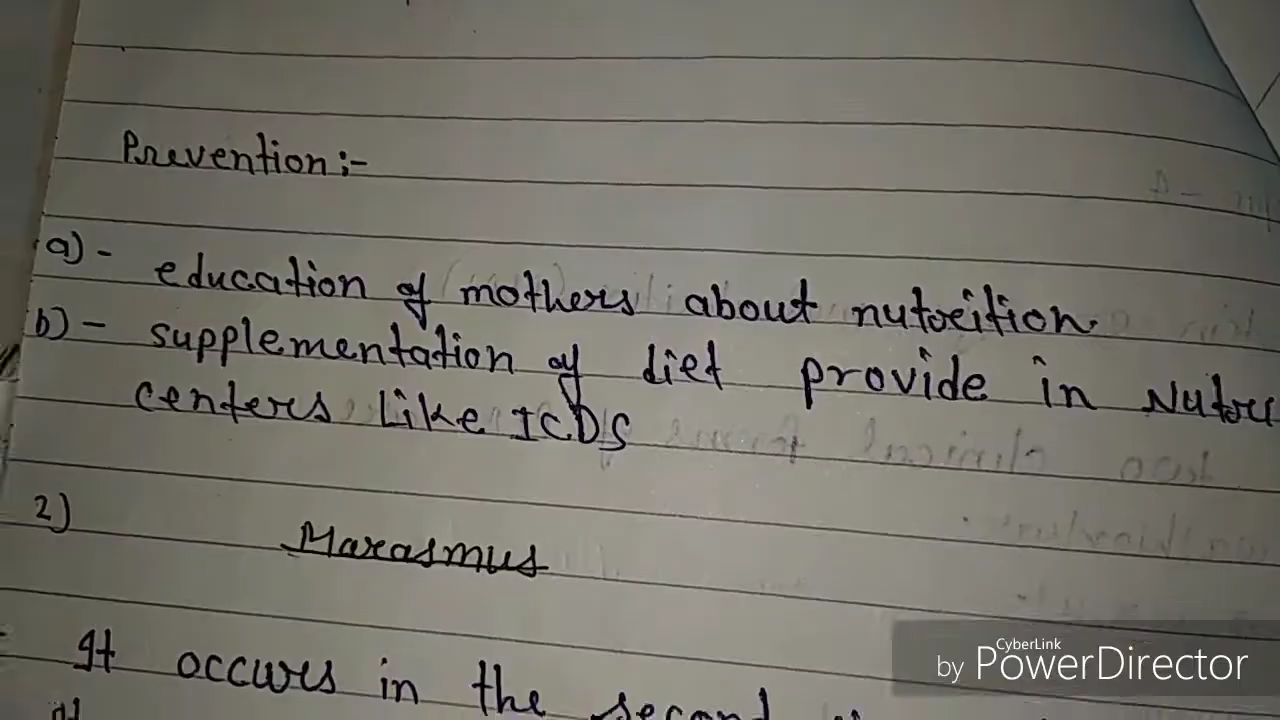 Prevention:-
a)- education of mothers about nutrition.
b)- supplementation of diet provide in
centers like ICDS
2)
Marasmus
It occurs in the second
CyberLink
by PowerDirector